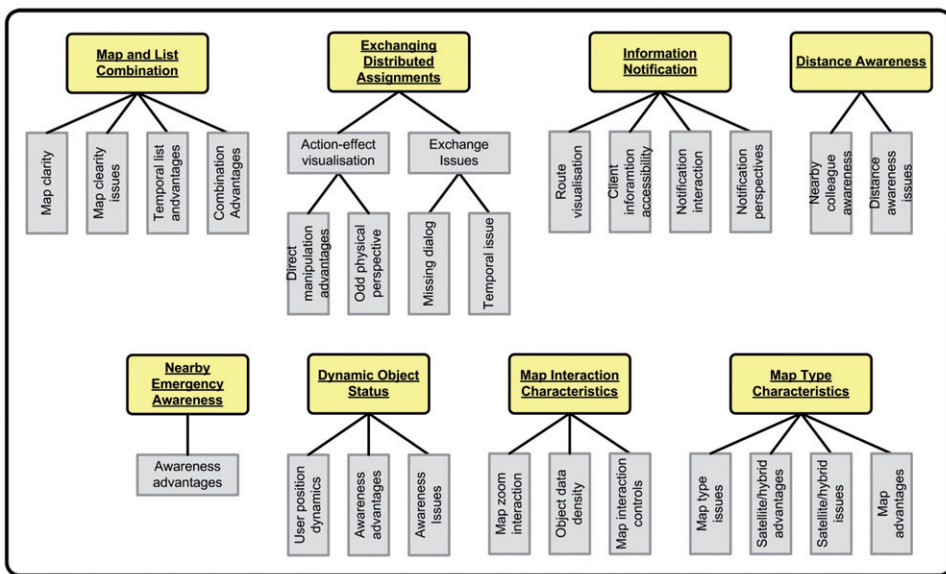 Map and List
Combination
Map clarity
Map clearity
issues
Temporal list
andvantages
Combination
Advantages
Exchanging
Distributed
Assignments
Action-effect
visualisation
Exchange
Issues
Direct
manipulation
advantages
Odd physical
perspective
Missing dialog
Temporal issue
Information
Notification
Route
visualisation
Client
inforamtion
accessibility
Notification
interaction
Notification
perspectives
Distance Awareness
Nearby
colleague
awareness
Distance
awareness
issues
Nearby
Emergency
Awareness
Awareness
advantages
Dynamic Object
Status
User position
dynamics
Awareness
advantages
Awareness
Issues
Map Interaction
Characteristics
Map zoom
interaction
Object data
density
Map interaction
controls
Map Type
Characteristics
Map type
issues
Satellite/hybrid
advantages
Satellite/hybrid
issues
Map
advantages